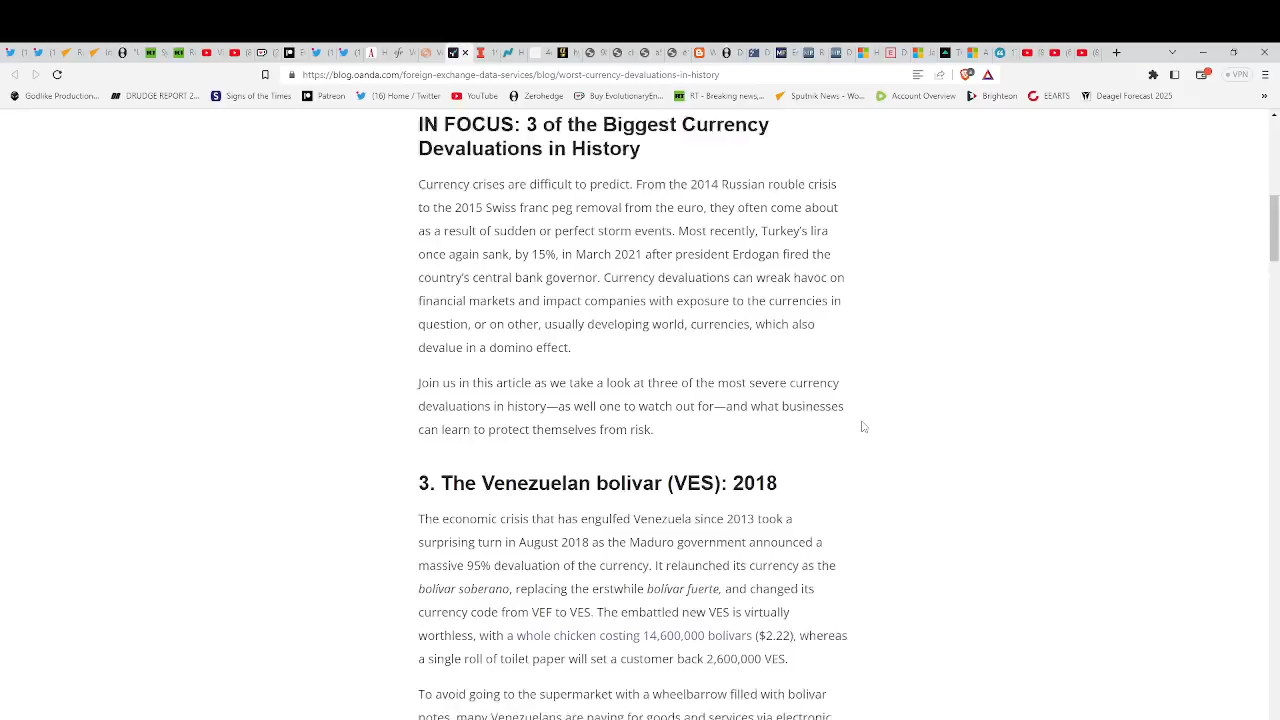 https://blog.oanda.com/foreign-exchange-data-services/blog/worst-currency-devaluations-in-history
VPN
Godlike Production...
DRUDGE REPORT 2...
Signs of the Times
Patreon
(16) Home / Twitter
YouTube
Zerohedge
Buy EvolutionaryEn...
RT - Breaking news,...
Sputnik News - Wo...
Account Overview
Brighteon
EEARTS
Deagel Forecast 2025
IN FOCUS: 3 of the Biggest Currency
Devaluations in History
Currency crises are difficult to predict. From the 2014 Russian rouble crisis
to the 2015 Swiss franc peg removal from the euro, they often come about
as a result of sudden or perfect storm events. Most recently, Turkey's lira
once again sank, by 15%, in March 2021 after president Erdogan fired the
country's central bank governor. Currency devaluations can wreak havoc on
financial markets and impact companies with exposure to the currencies in
question, or on other, usually developing world, currencies, which also
devalue in a domino effect.
Join us in this article as we take a look at three of the most severe currency
devaluations in history—as well one to watch out for—and what businesses
can learn to protect themselves from risk.
3. The Venezuelan bolivar (VES): 2018
The economic crisis that has engulfed Venezuela since 2013 took a
surprising turn in August 2018 as the Maduro government announced a
massive 95% devaluation of the currency. It relaunched its currency as the
bolívar soberano, replacing the erstwhile bolívar fuerte, and changed its
currency code from VEF to VES. The embattled new VES is virtually
worthless, with a whole chicken costing 14,600,000 bolivars ($2.22), whereas
a single roll of toilet paper will set a customer back 2,600,000 VES.
To avoid going to the supermarket with a wheelbarrow filled with bolivar
notes, many Venezuelans are paying for goods and services via electronic